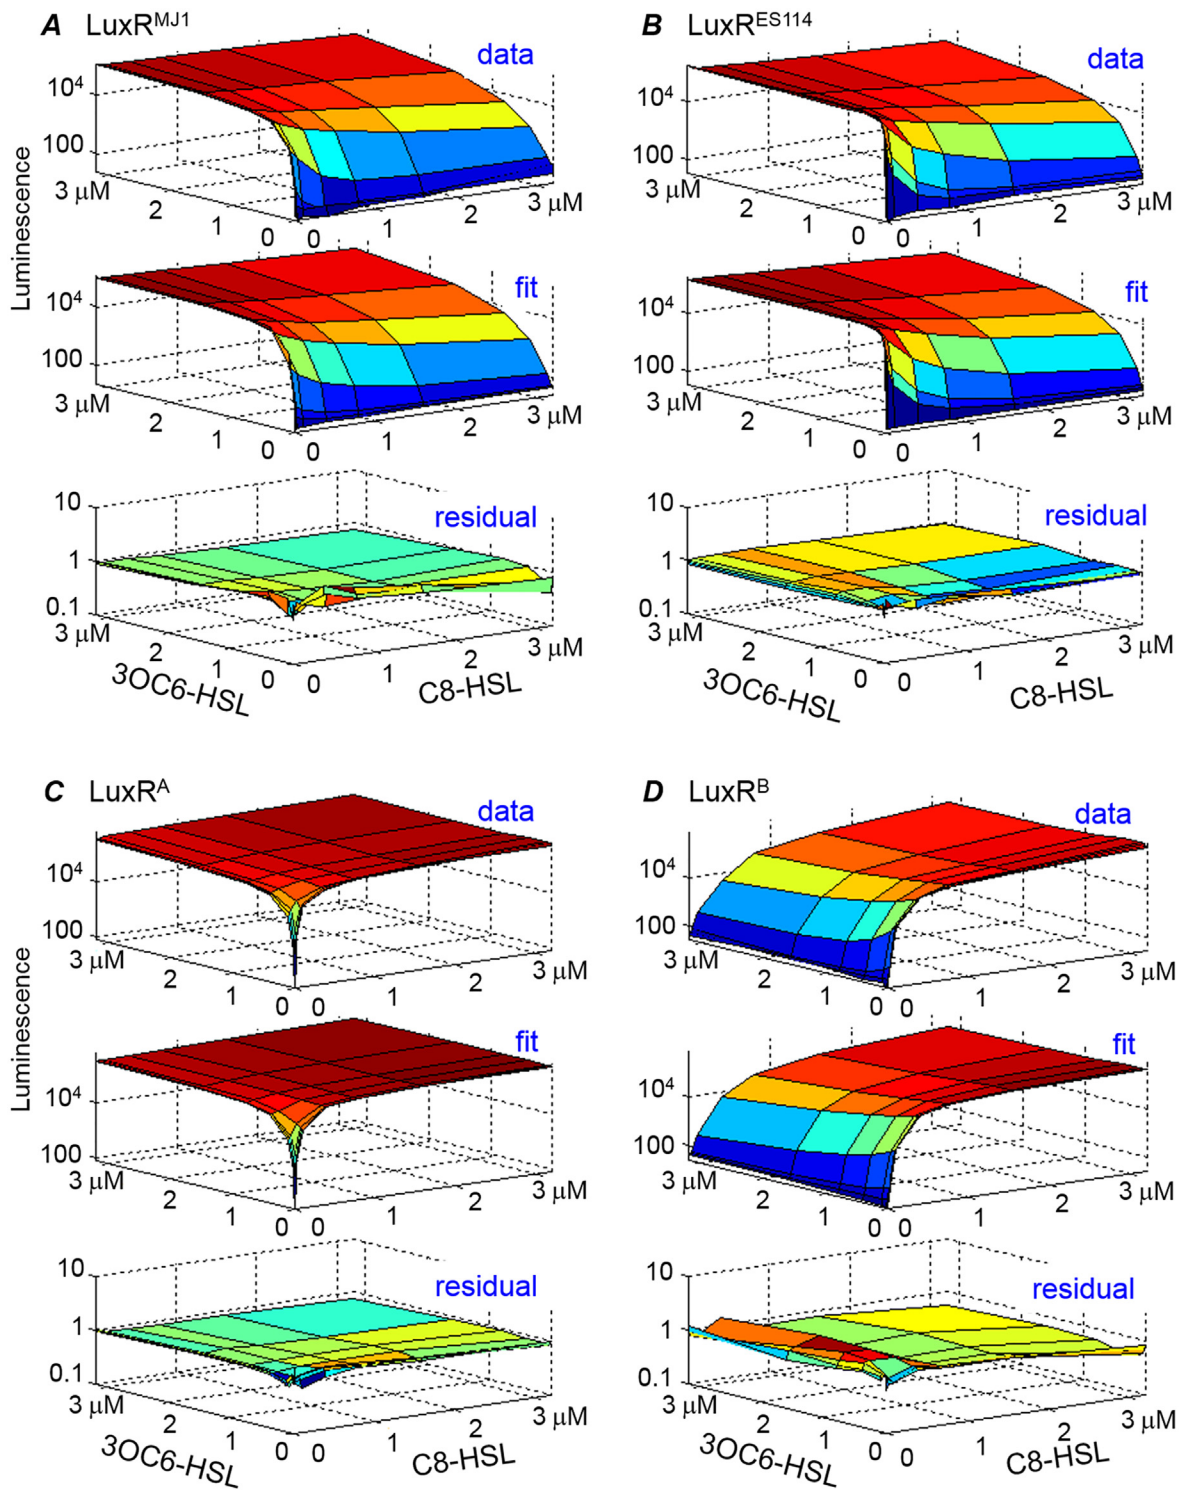 A LuxR^MJ1
data
10^4
100
3 μM
2
1
0
0
1
2
3 μM
Luminescence
fit
10^4
100
3 μM
2
1
0
0
1
2
3 μM
residual
10
1
0.1
3 μM
2
1
0
0
1
2
3 μM
3OC6-HSL
C8-HSL
B LuxR^ES114
data
10^4
100
3 μM
2
1
0
0
1
2
3 μM
fit
10^4
100
3 μM
2
1
0
0
1
2
3 μM
residual
10
1
0.1
3 μM
2
1
0
0
1
2
3 μM
3OC6-HSL
C8-HSL
C LuxR^A
data
10^4
100
3 μM
2
1
0
0
1
2
3 μM
Luminescence
fit
10^4
100
3 μM
2
1
0
0
1
2
3 μM
residual
10
1
0.1
3 μM
2
1
0
0
1
2
3 μM
3OC6-HSL
C8-HSL
D LuxR^B
data
10^4
100
3 μM
2
1
0
0
1
2
3 μM
fit
10^4
100
3 μM
2
1
0
0
1
2
3 μM
residual
10
1
0.1
3 μM
2
1
0
0
1
2
3 μM
3OC6-HSL
C8-HSL